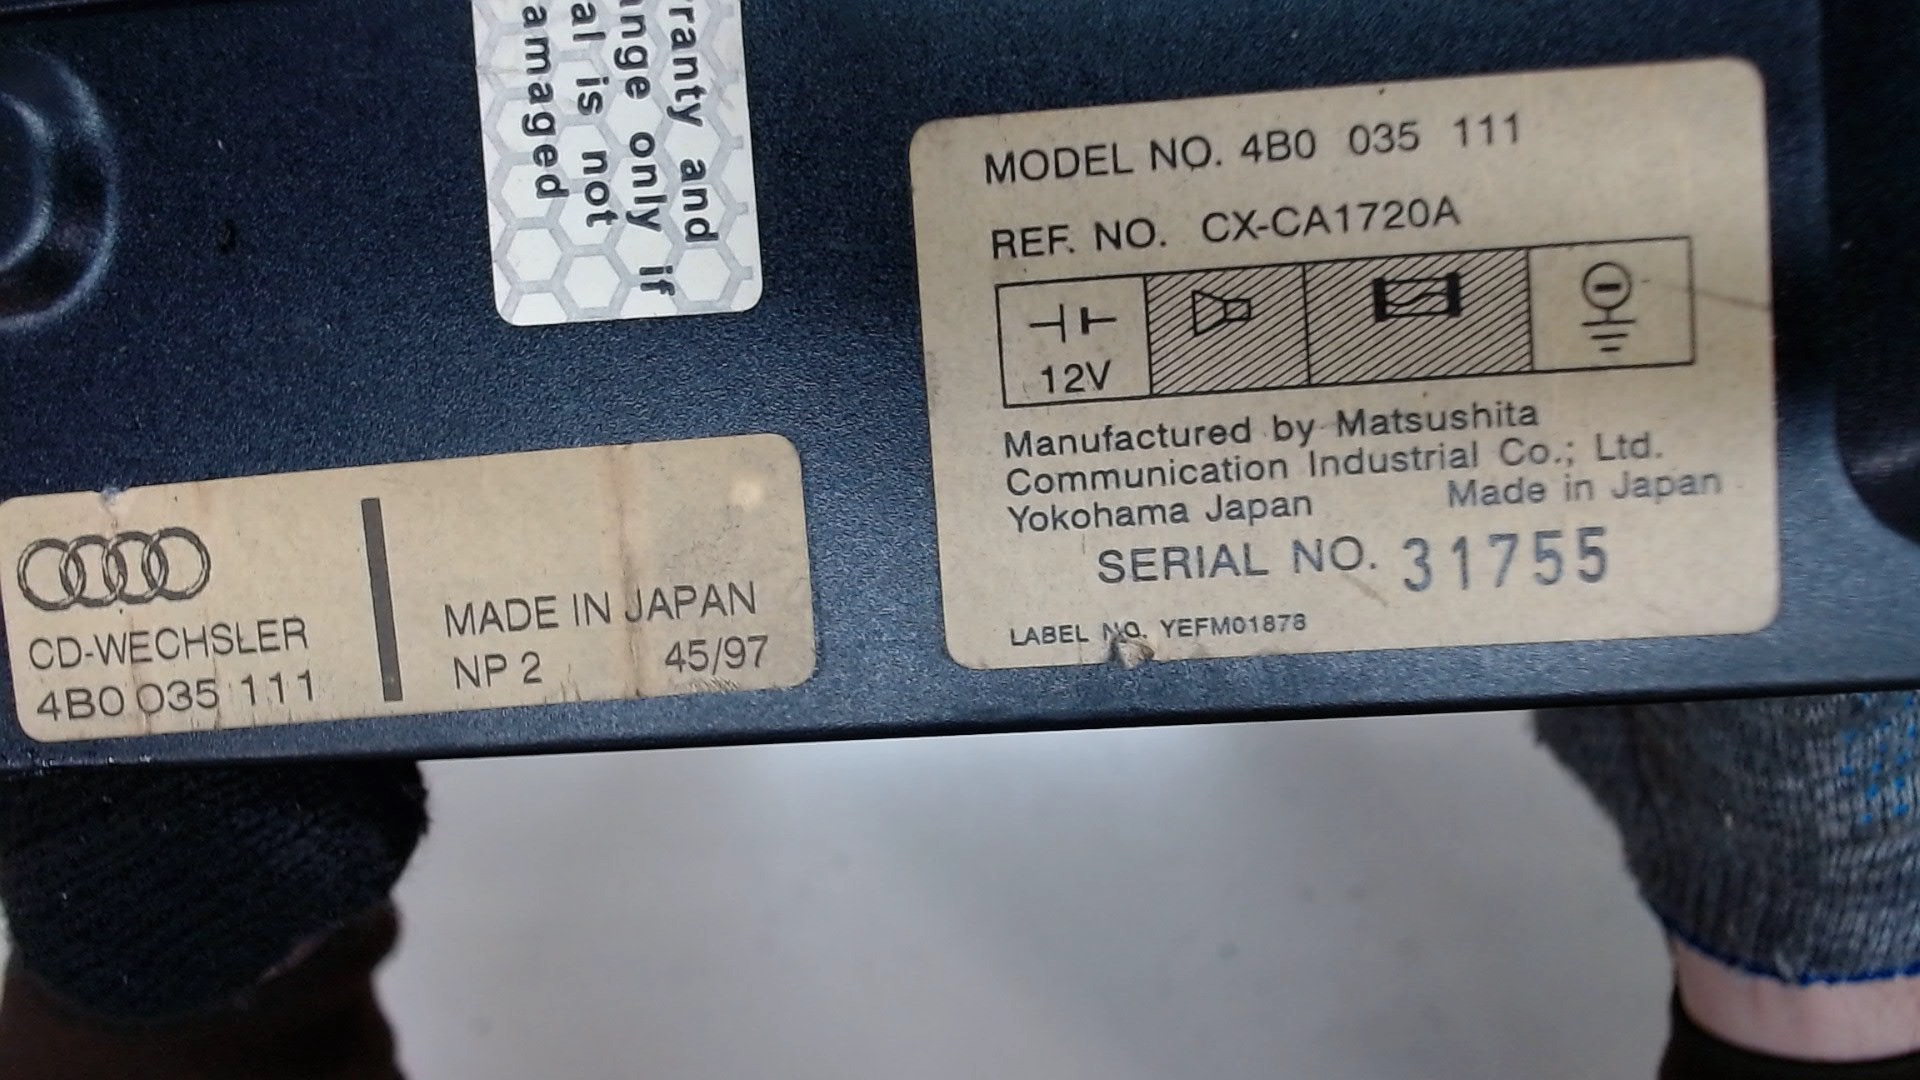 rranty and
nge only if
al is not
amaged
MODEL NO. 4B0 035 111
REF. NO. CX-CA1720A
12V
Manufactured by Matsushita
Communication Industrial Co.; Ltd.
Yokohama Japan Made in Japan
SERIAL NO. 31755
LABEL NO. YEFM01878
CD-WECHSLER
4B0 035 111
MADE IN JAPAN
NP 2 45/97